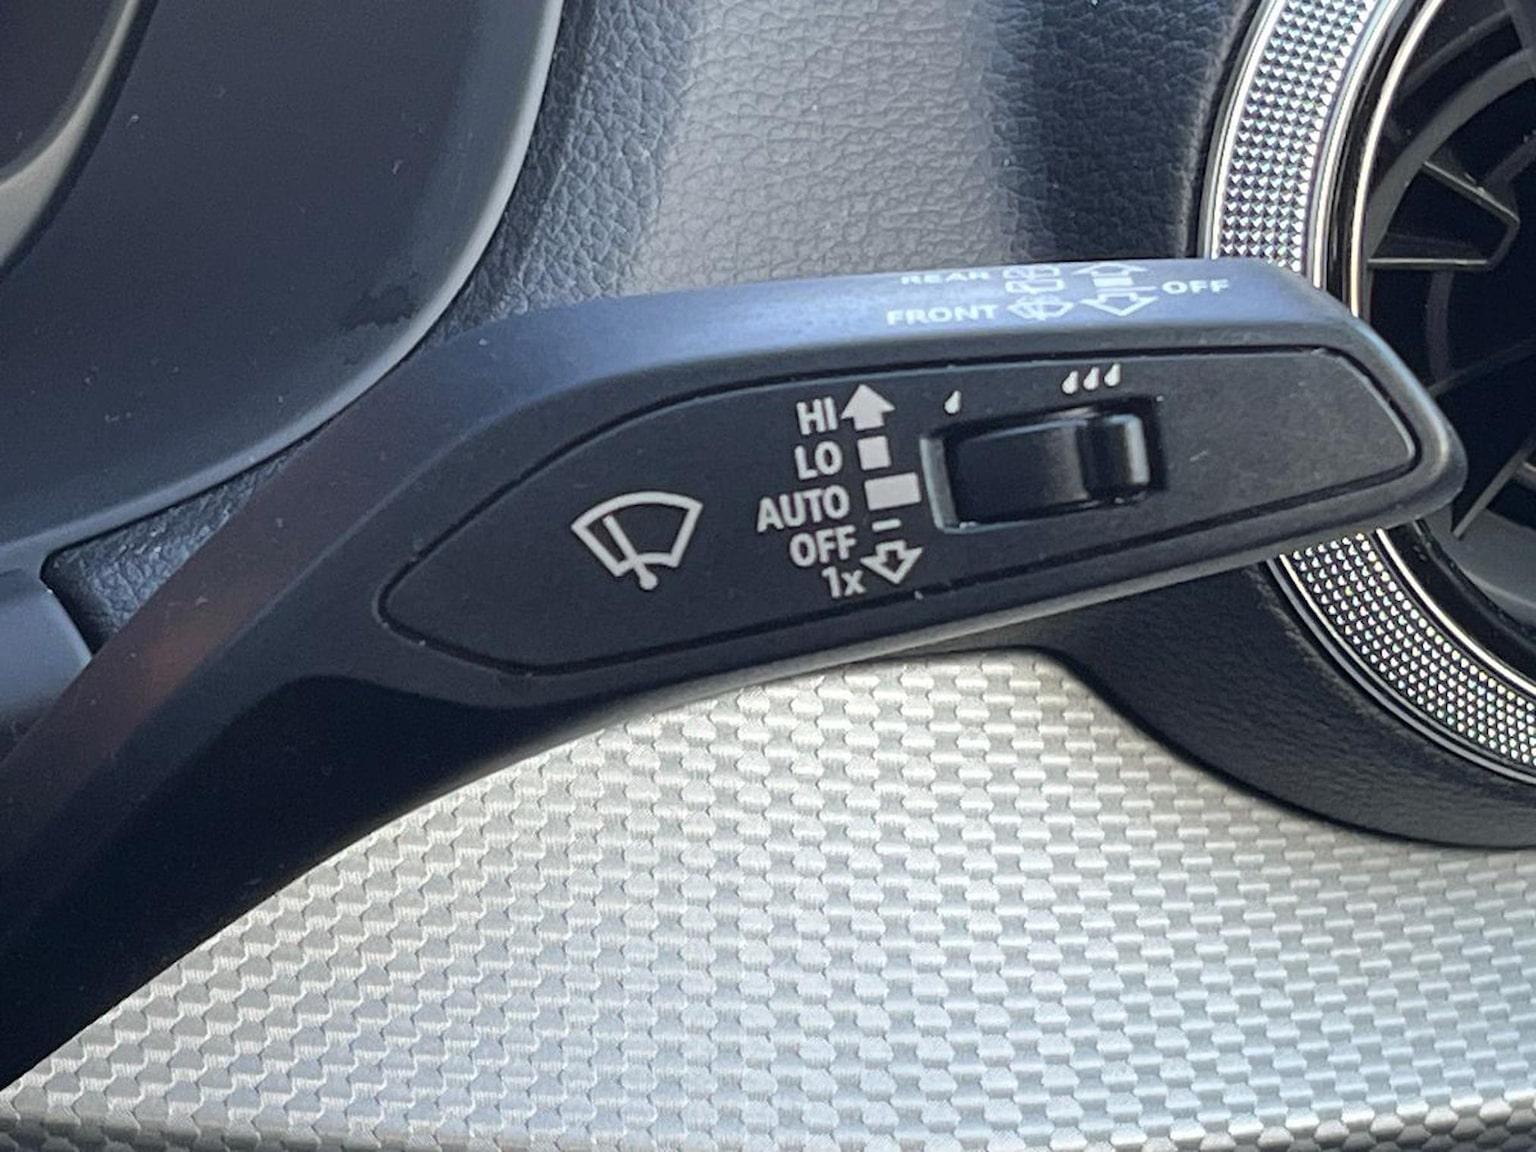 REAR
FRONT OFF
HI
LO
AUTO
OFF
1x